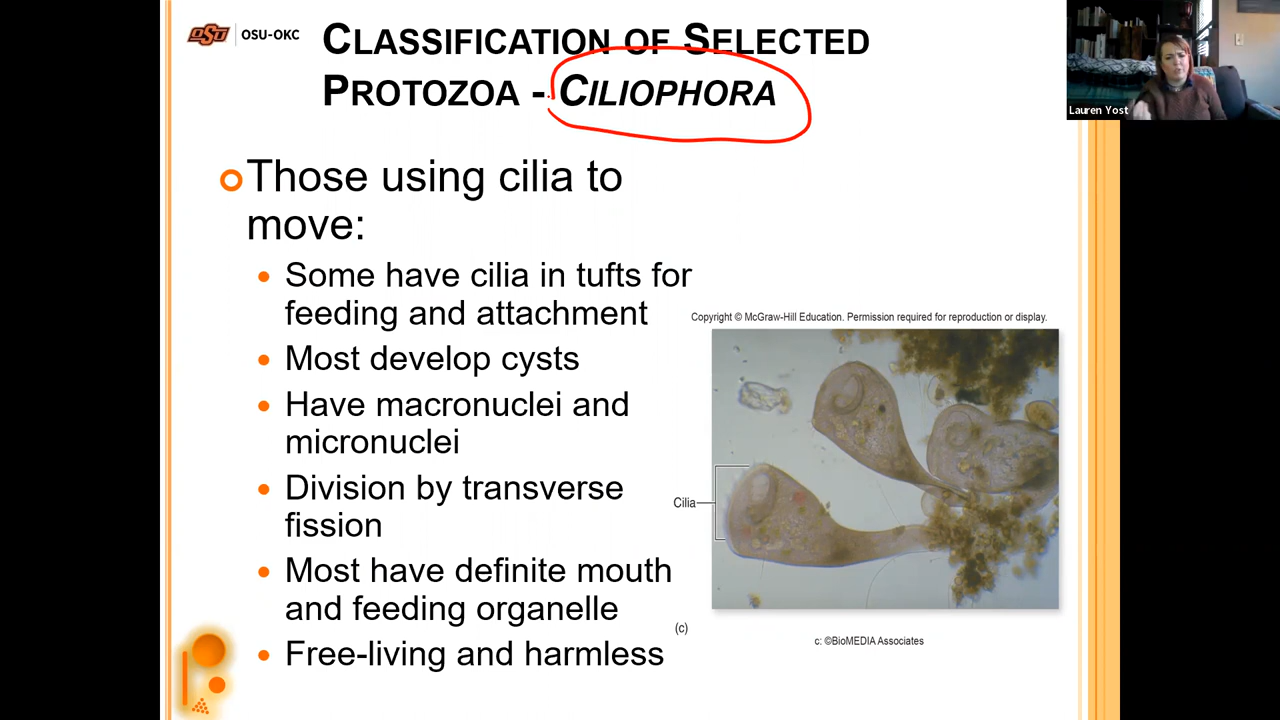 OSU OSU-OKC
CLASSIFICATION OF SELECTED
PROTOZOA - CILIOPHORA
Lauren Yost
Those using cilia to
move:
• Some have cilia in tufts for
feeding and attachment
• Most develop cysts
• Have macronuclei and
micronuclei
• Division by transverse
fission
• Most have definite mouth
and feeding organelle
• Free-living and harmless
Copyright © McGraw-Hill Education. Permission required for reproduction or display.
Cilia
(c)
c: ©BioMEDIA Associates